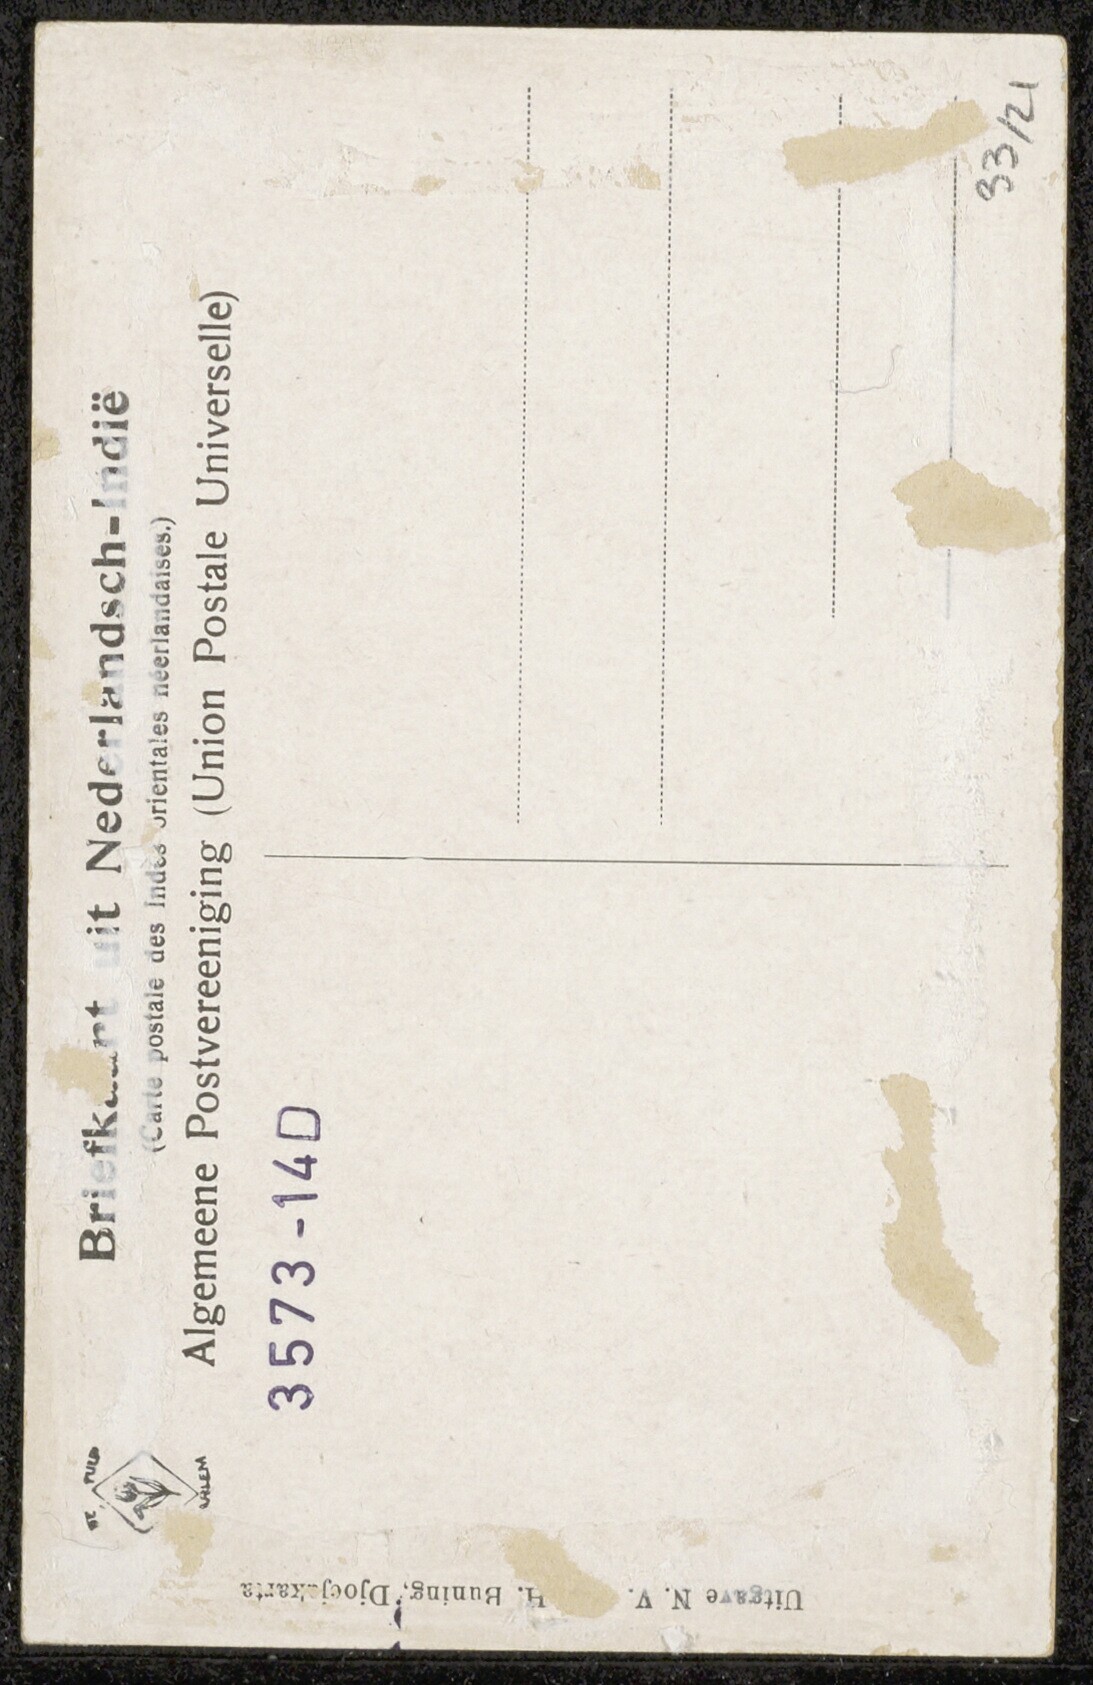 Briefkaart uit Nederlandsch-Indië
(Carte postale des Indes orientales néerlandaises.)
Algemeene Postvereeniging (Union Postale Universelle)
3573-14D
33/21
Uitgave N. V. H. Buning, Djocjakarta